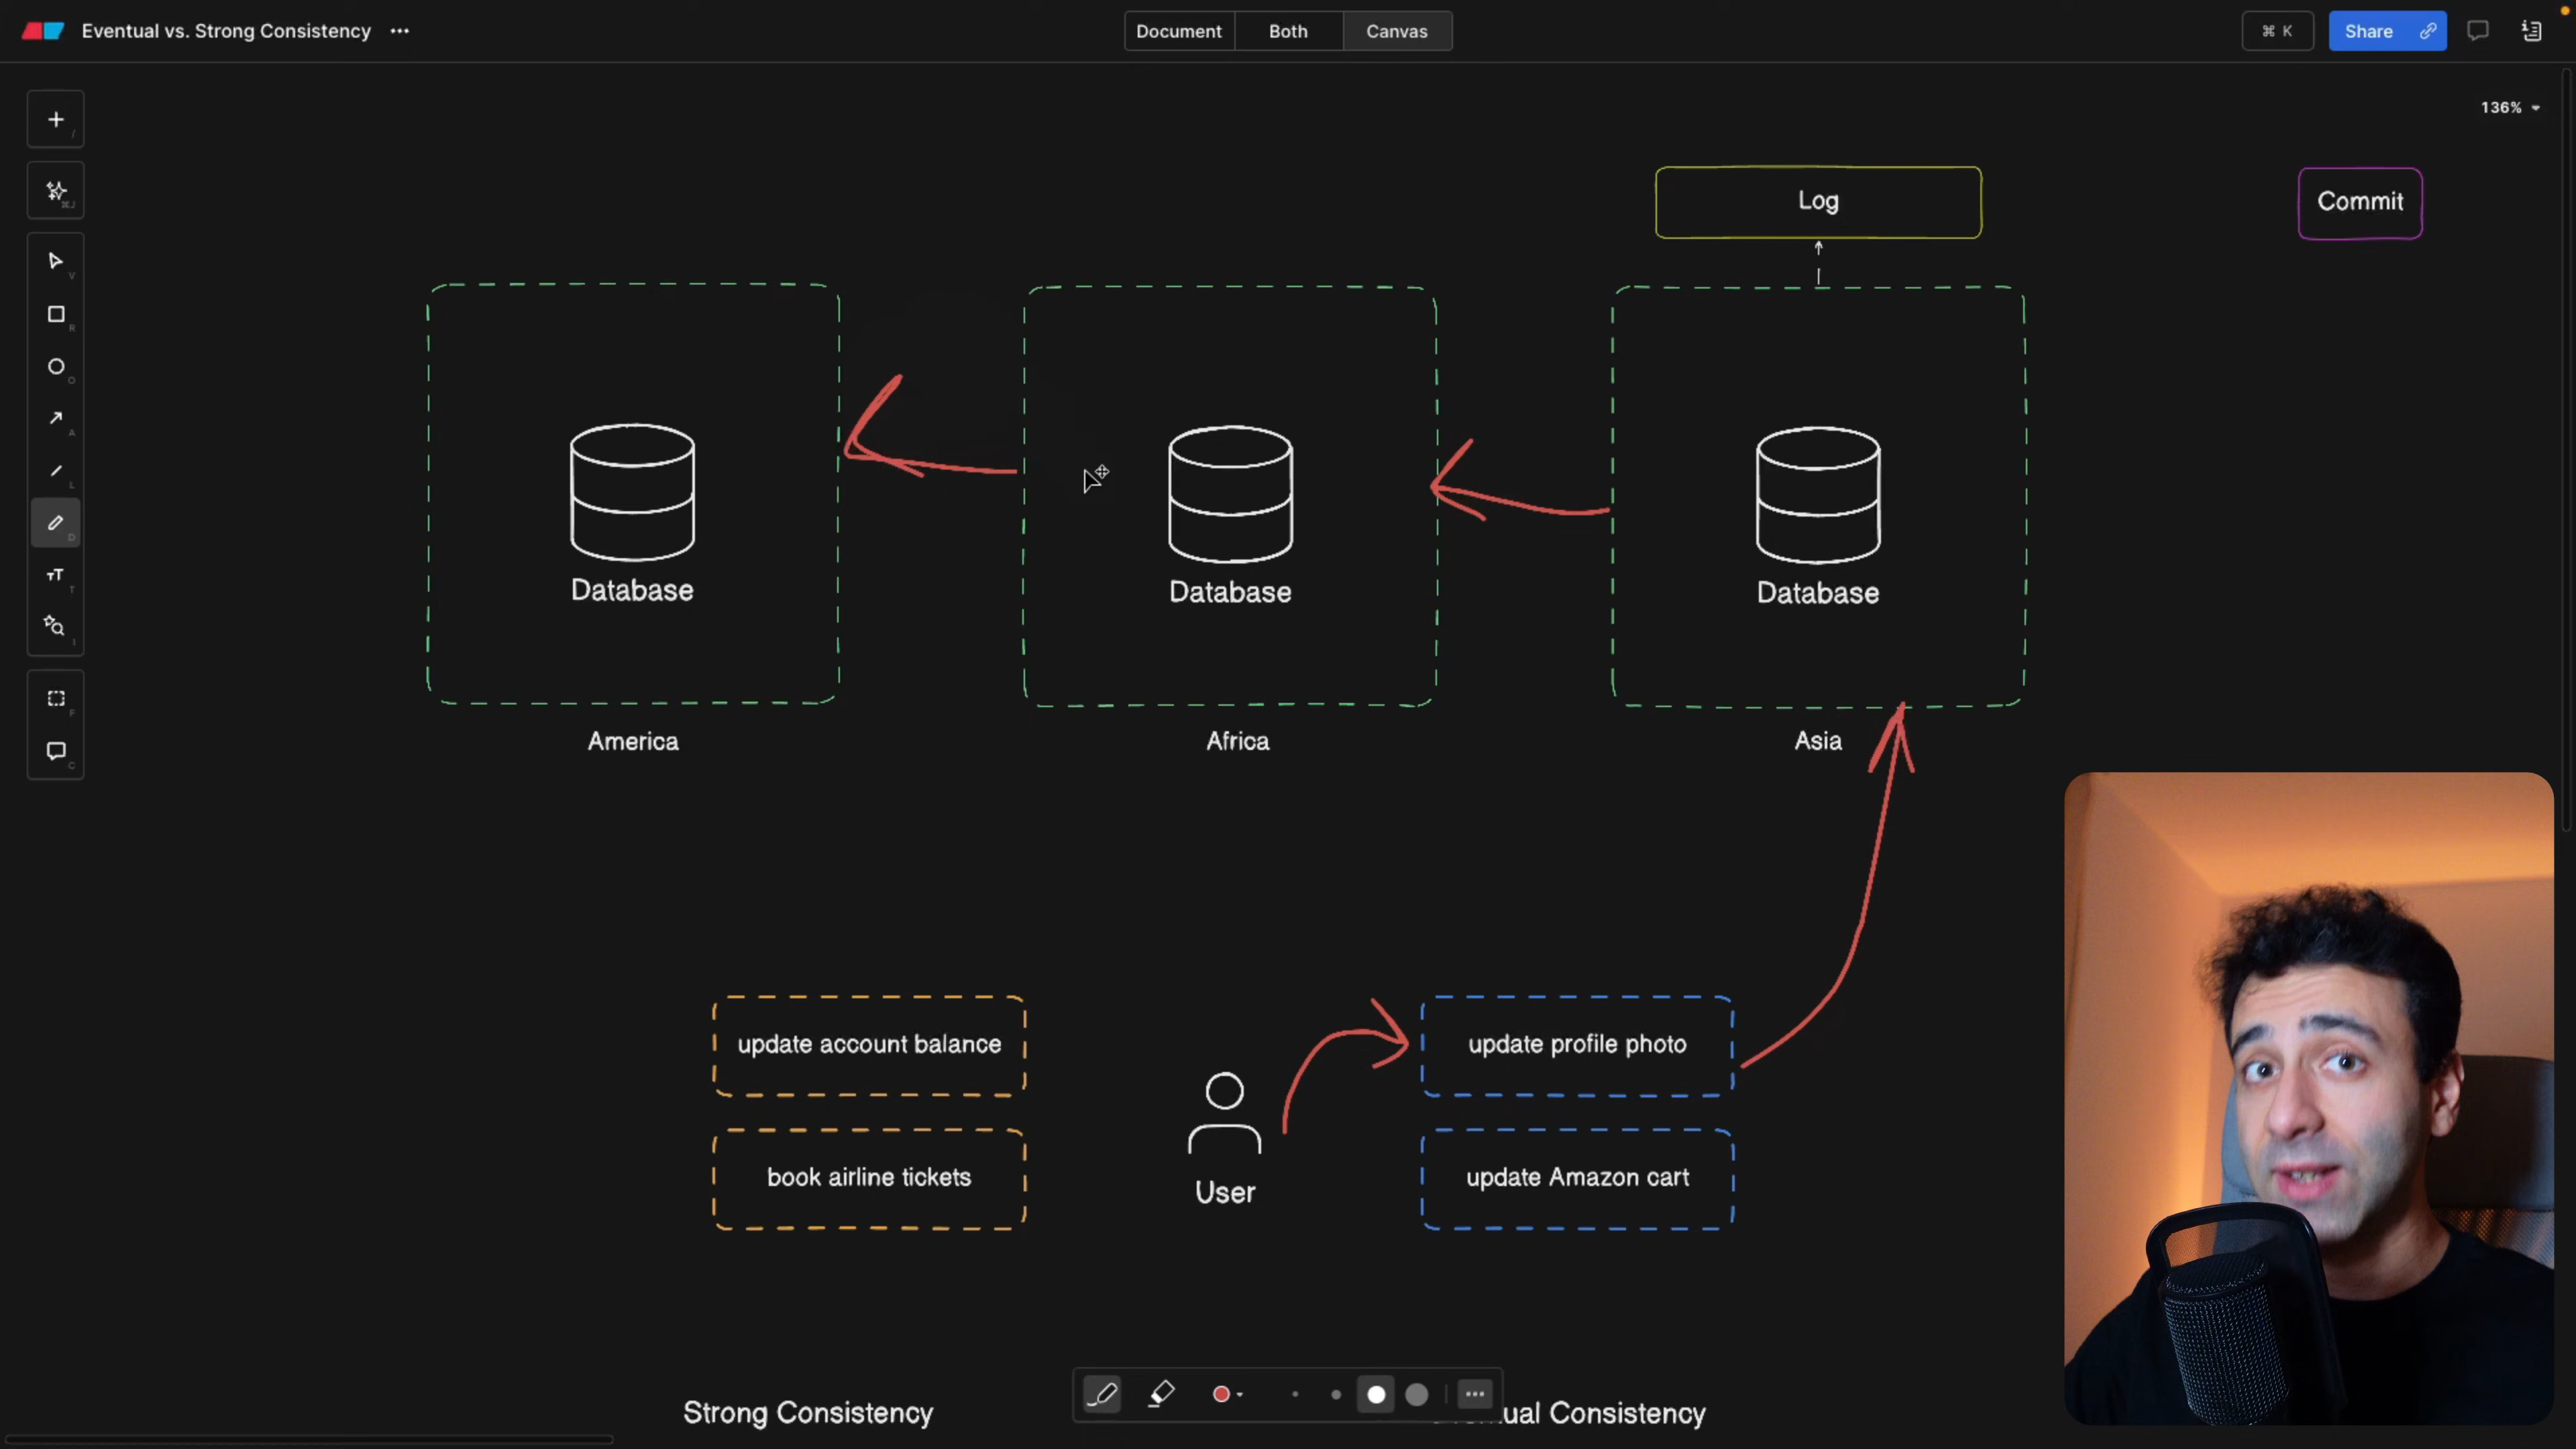 Eventual vs. Strong Consistency
Document
Both
Canvas
⌘ K
Share
136%
Log
Commit
Database
Database
Database
America
Africa
Asia
update account balance
update profile photo
book airline tickets
update Amazon cart
User
Strong Consistency
ual Consistency